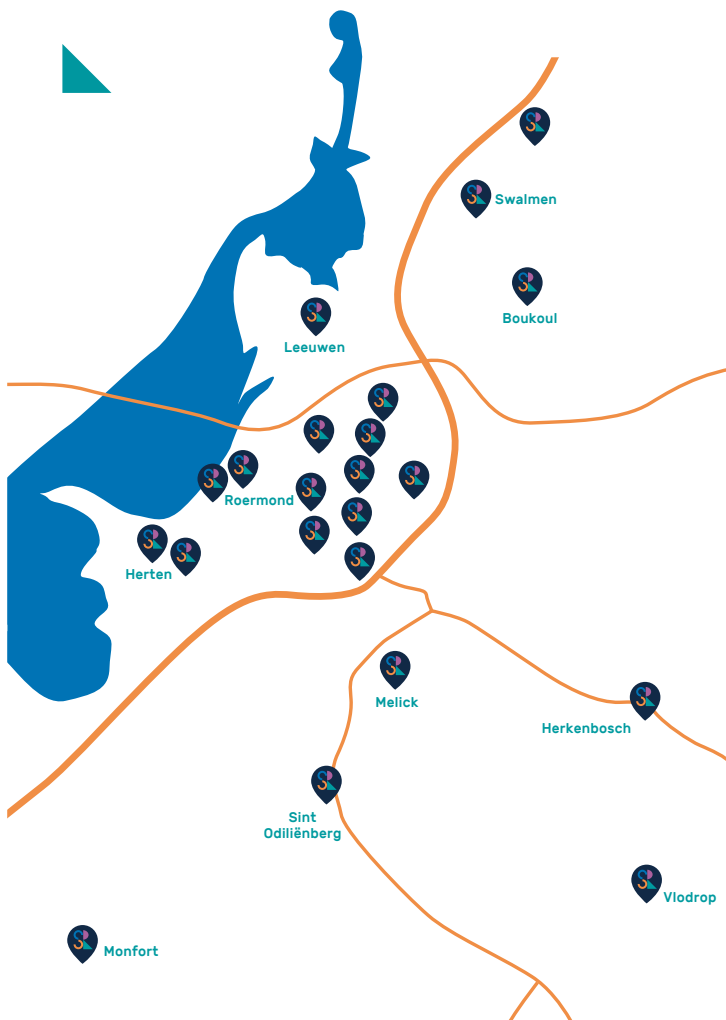 Swalmen
Boukoul
Leeuwen
Roermond
Herten
Melick
Herkenbosch
Sint
Odiliënberg
Vlodrop
Monfort